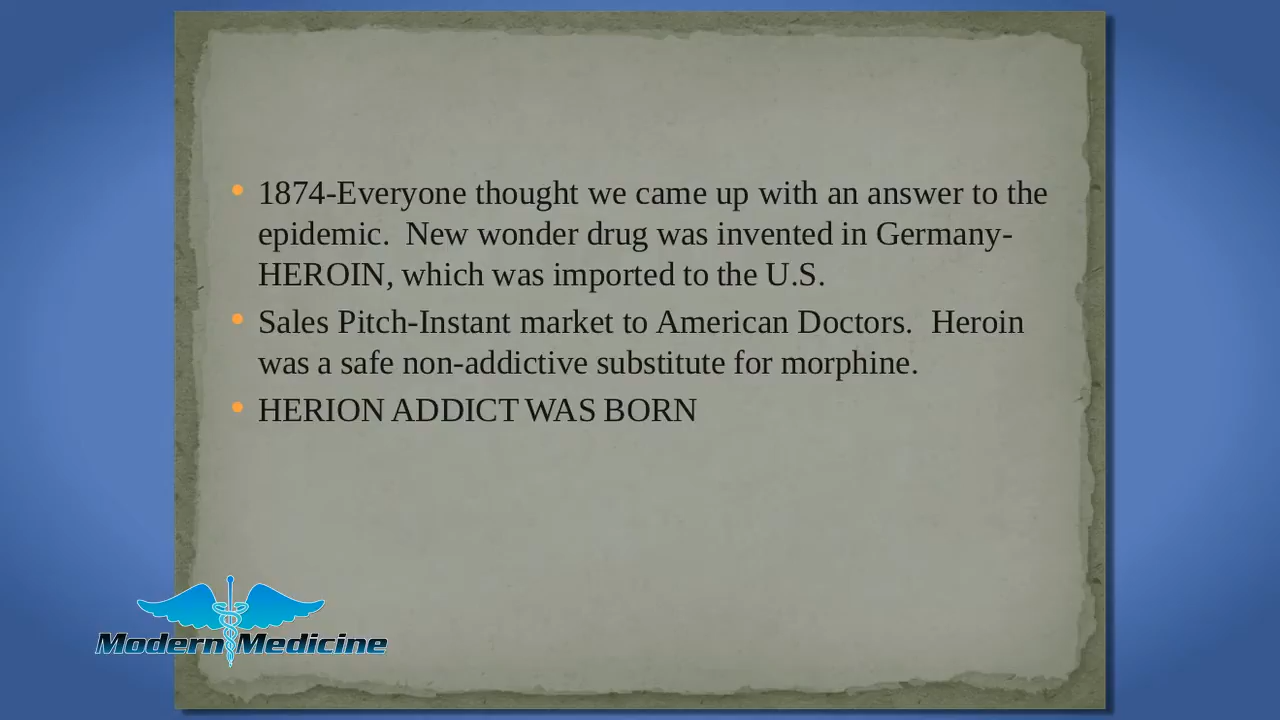 1874-Everyone thought we came up with an answer to the
epidemic.  New wonder drug was invented in Germany-
HEROIN, which was imported to the U.S.
Sales Pitch-Instant market to American Doctors.  Heroin
was a safe non-addictive substitute for morphine.
HERION ADDICT WAS BORN
Modern Medicine